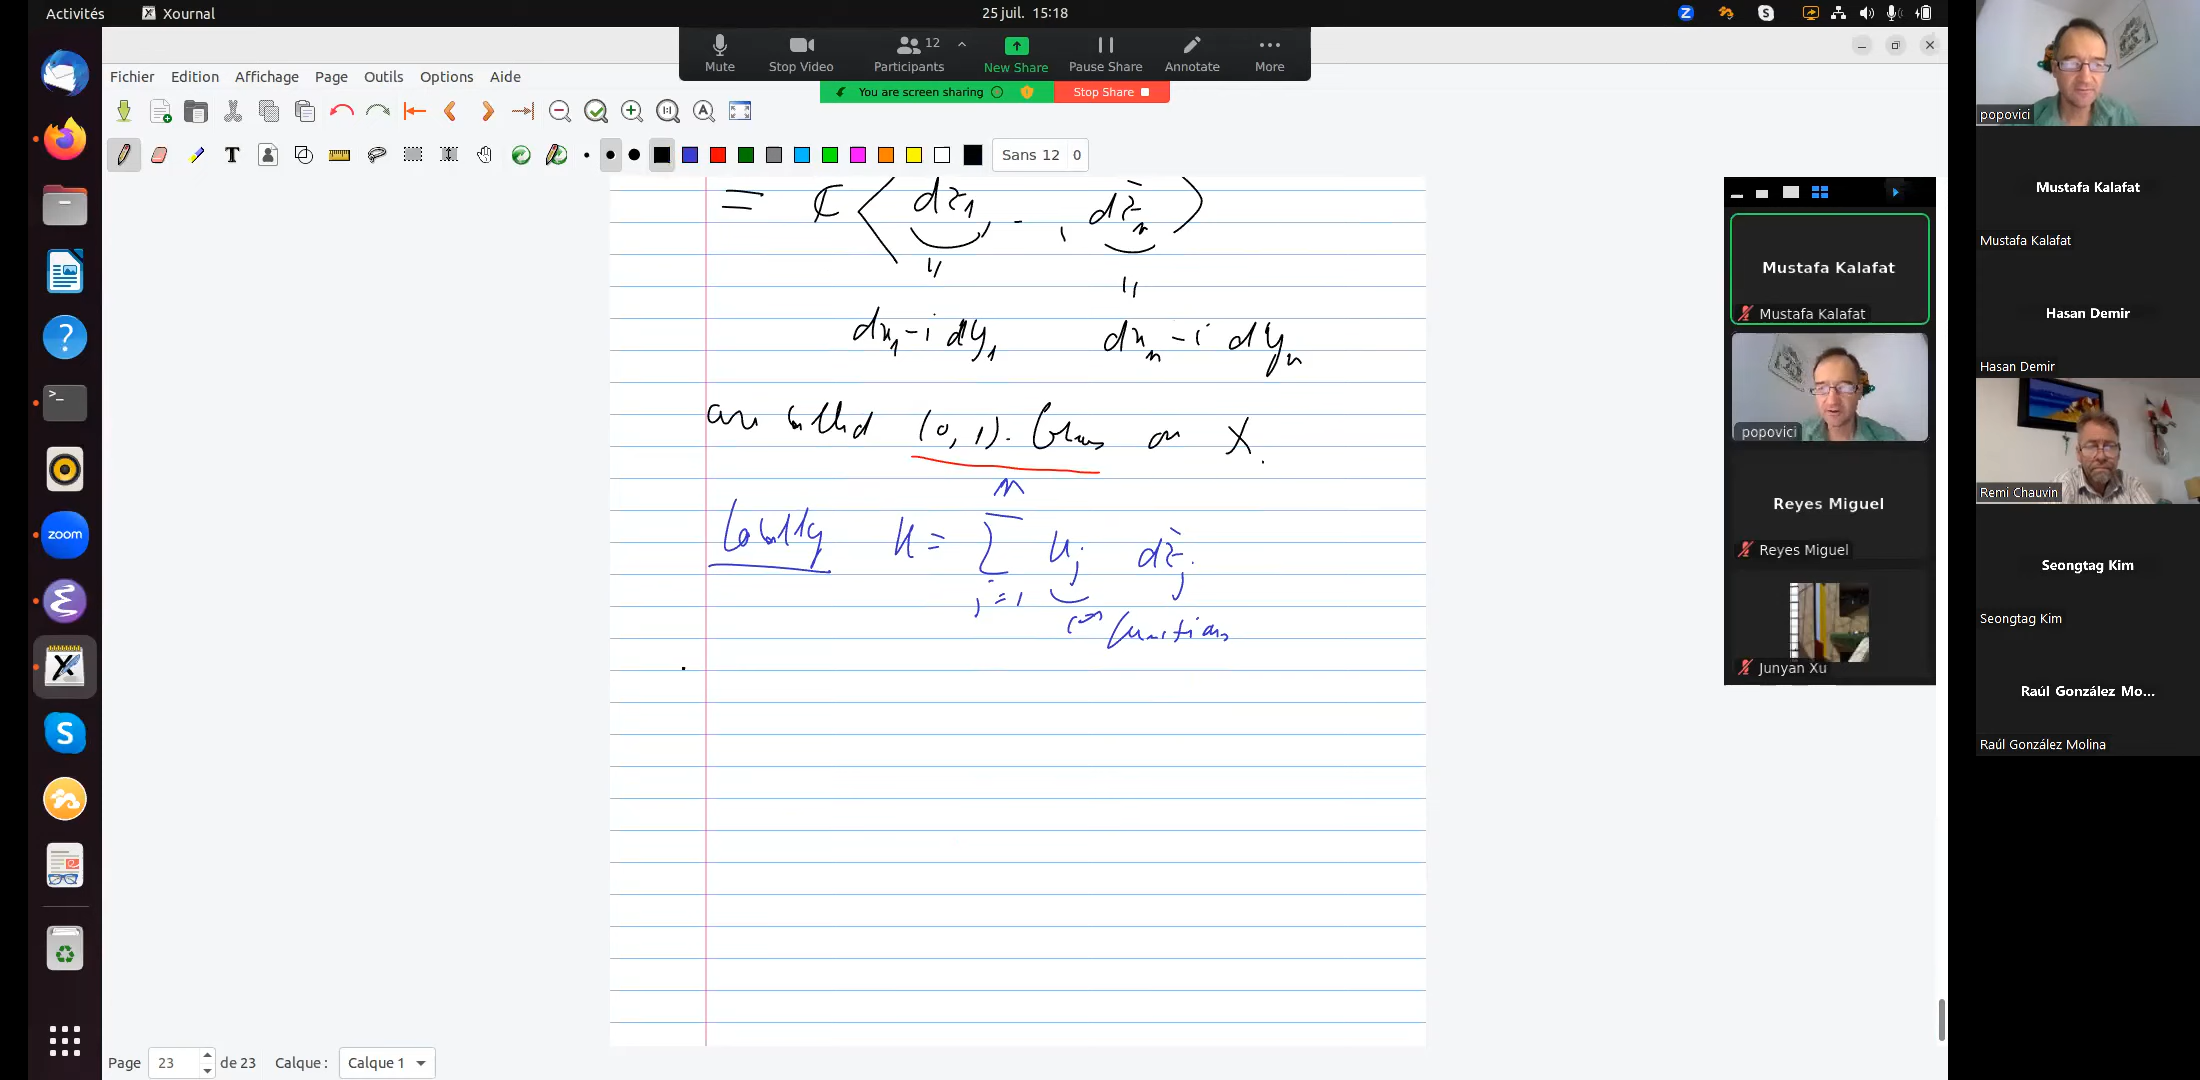 Activités Xournal 25 juil. 15:18
Mute Stop Video Participants 12 New Share Pause Share Annotate More
You are screen sharing Stop Share
Fichier Edition Affichage Page Outils Options Aide
Sans 12 0
= ℂ < dz̄₁, - , dz̄ₙ >
dx₁ - i dy₁ dxₙ - i dyₙ
are called (0, 1)-forms on X.
Locally u = ∑ⁿⱼ₌₁ uⱼ dz̄ⱼ.
C^∞ functions
Page 23 de 23 Calque : Calque 1
zoom
Mustafa Kalafat
Mustafa Kalafat
popovici
Reyes Miguel
Reyes Miguel
Junyan Xu
popovici
Mustafa Kalafat
Mustafa Kalafat
Hasan Demir
Hasan Demir
Remi Chauvin
Seongtag Kim
Seongtag Kim
Raúl González Mo...
Raúl González Molina